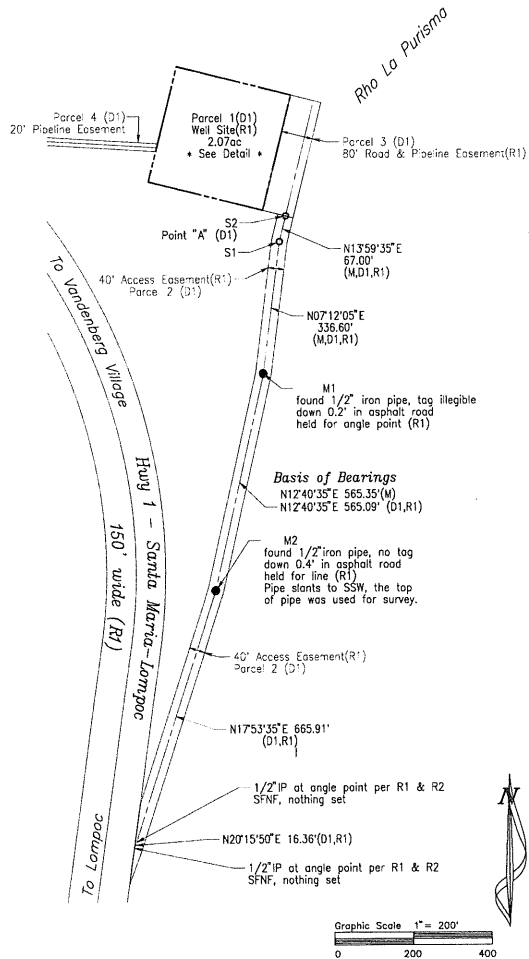 Rho La Purisma
Parcel 4 (D1)
20' Pipeline Easement
Parcel 1(D1)
Well Site(R1)
2.07ac
* See Detail *
Parcel 3 (D1)
80' Road & Pipeline Easement(R1)
S2
Point "A" (D1)
S1
N13°59'35"E
67.00'
(M,D1,R1)
40' Access Easement(R1)
Parcel 2 (D1)
N07°12'05"E
336.60'
(M,D1,R1)
To Vandenberg Village
M1
found 1/2" iron pipe, tag illegible
down 0.2' in asphalt road
held for angle point (R1)
Basis of Bearings
N12°40'35"E 565.35'(M)
N12°40'35"E 565.09' (D1,R1)
Hwy 1 - Santa Maria-Lompoc
150' wide (R1)
M2
found 1/2"iron pipe, no tag
down 0.4' in asphalt road
held for line (R1)
Pipe slants to SSW, the top
of pipe was used for survey.
40' Access Easement(R1)
Parcel 2 (D1)
N17°53'35"E 665.91'
(D1,R1)
1/2"IP at angle point per R1 & R2
SFNF, nothing set
N20°15'50"E 16.36'(D1,R1)
1/2"IP at angle point per R1 & R2
SFNF, nothing set
To Lompoc
N
Graphic Scale 1"= 200'
0 200 400